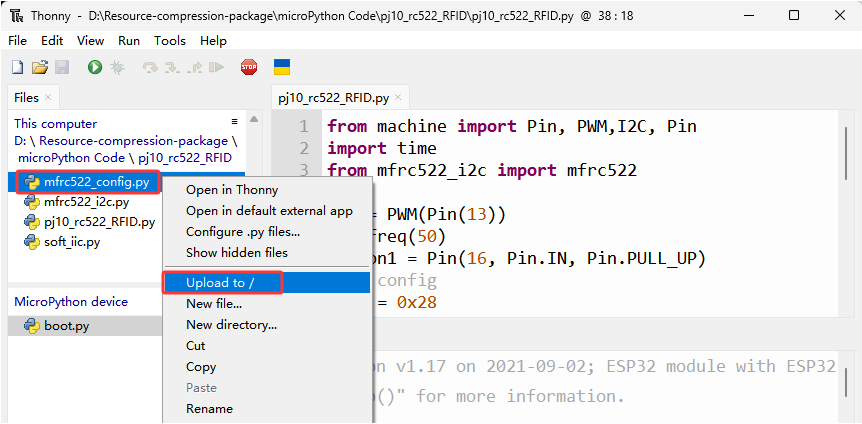 Thonny - D:\Resource-compression-package\microPython Code\pj10_rc522_RFID\pj10_rc522_RFID.py @ 38 : 18
File Edit View Run Tools Help
STOP
Files ×
This computer
D: \ Resource-compression-package \
microPython Code \ pj10_rc522_RFID
mfrc522_config.py
mfrc522_i2c.py
pj10_rc522_RFID.py
soft_iic.py
MicroPython device
boot.py
Open in Thonny
Open in default external app
Configure .py files...
Show hidden files
Upload to /
New file...
New directory...
Cut
Copy
Paste
Rename
pj10_rc522_RFID.py ×
1 from machine import Pin, PWM,I2C, Pin
2 import time
3 from mfrc522_i2c import mfrc522
= PWM(Pin(13))
freq(50)
on1 = Pin(16, Pin.IN, Pin.PULL_UP)
config
= 0x28
on v1.17 on 2021-09-02; ESP32 module with ESP32
()" for more information.